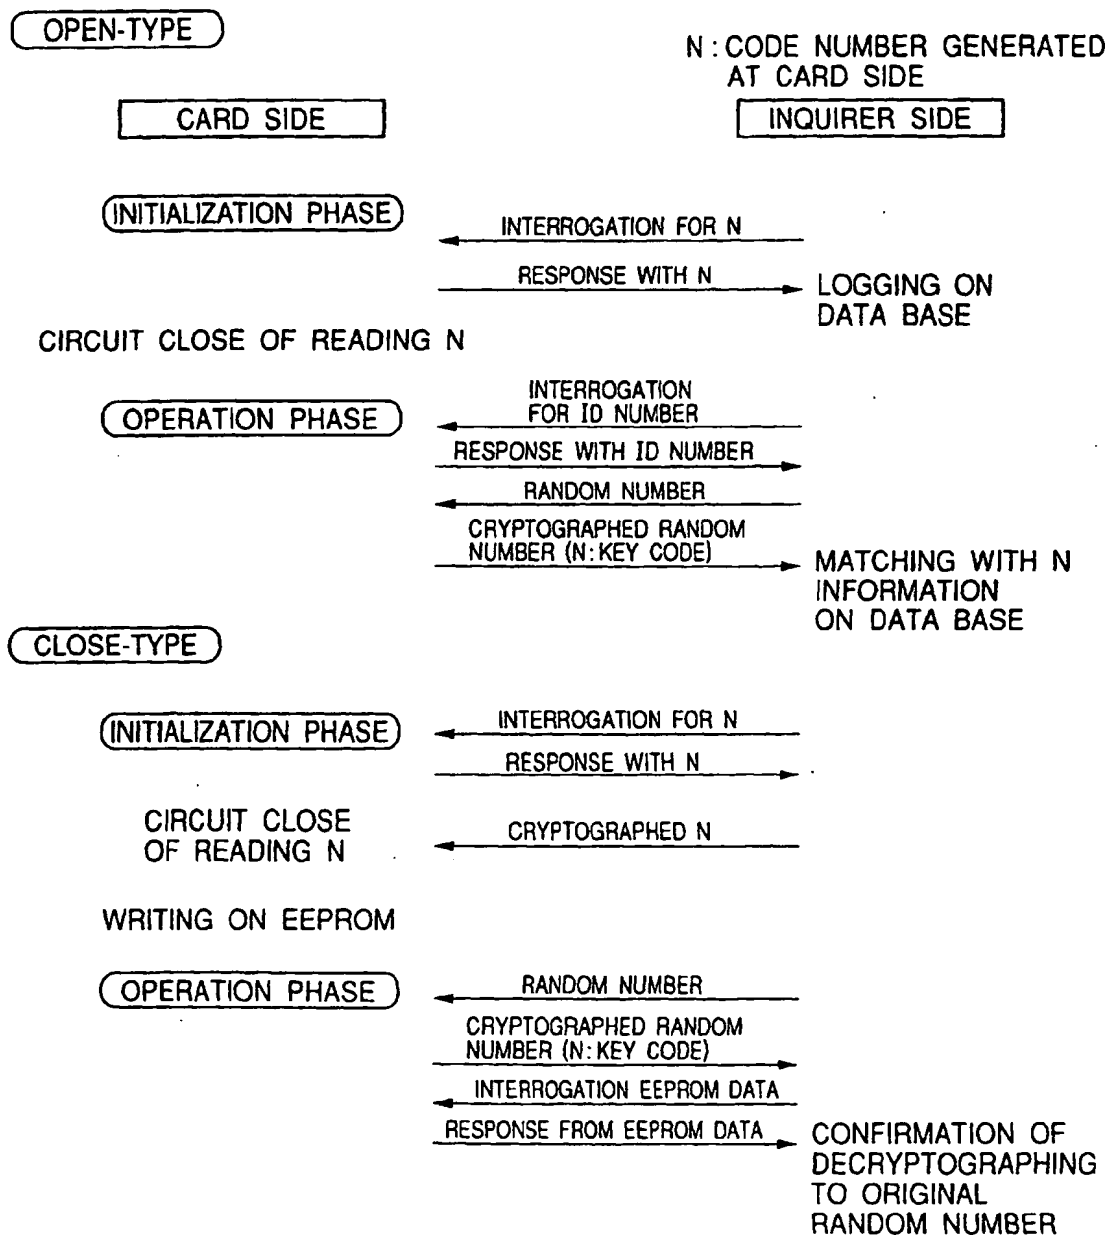 OPEN-TYPE
N : CODE NUMBER GENERATED
AT CARD SIDE
CARD SIDE
INQUIRER SIDE
INITIALIZATION PHASE
INTERROGATION FOR N
RESPONSE WITH N
LOGGING ON
DATA BASE
CIRCUIT CLOSE OF READING N
OPERATION PHASE
INTERROGATION
FOR ID NUMBER
RESPONSE WITH ID NUMBER
RANDOM NUMBER
CRYPTOGRAPHED RANDOM
NUMBER (N: KEY CODE)
MATCHING WITH N
INFORMATION
ON DATA BASE
CLOSE-TYPE
INITIALIZATION PHASE
INTERROGATION FOR N
RESPONSE WITH N
CIRCUIT CLOSE
OF READING N
CRYPTOGRAPHED N
WRITING ON EEPROM
OPERATION PHASE
RANDOM NUMBER
CRYPTOGRAPHED RANDOM
NUMBER (N: KEY CODE)
INTERROGATION EEPROM DATA
RESPONSE FROM EEPROM DATA
CONFIRMATION OF
DECRYPTOGRAPHING
TO ORIGINAL
RANDOM NUMBER